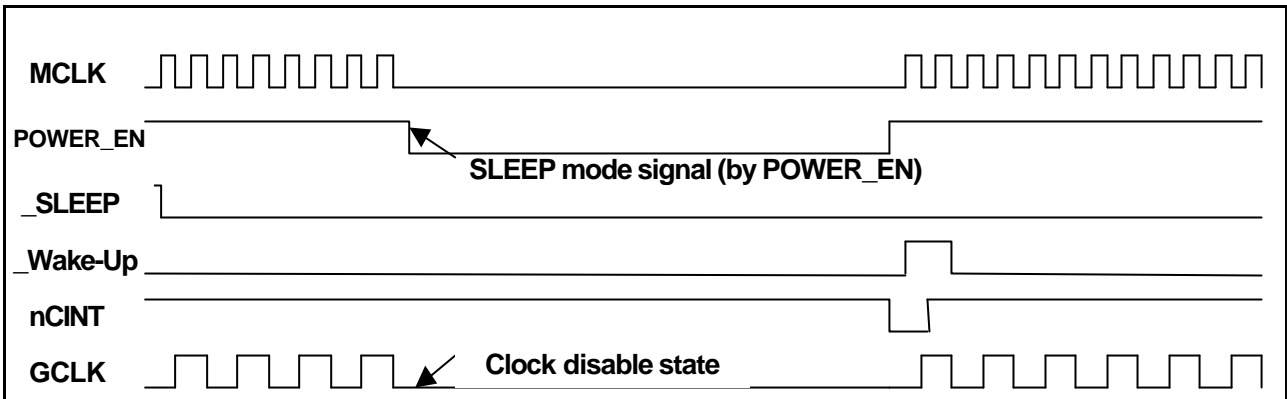 MCLK
POWER_EN
SLEEP mode signal (by POWER_EN)
_SLEEP
_Wake-Up
nCINT
GCLK
Clock disable state